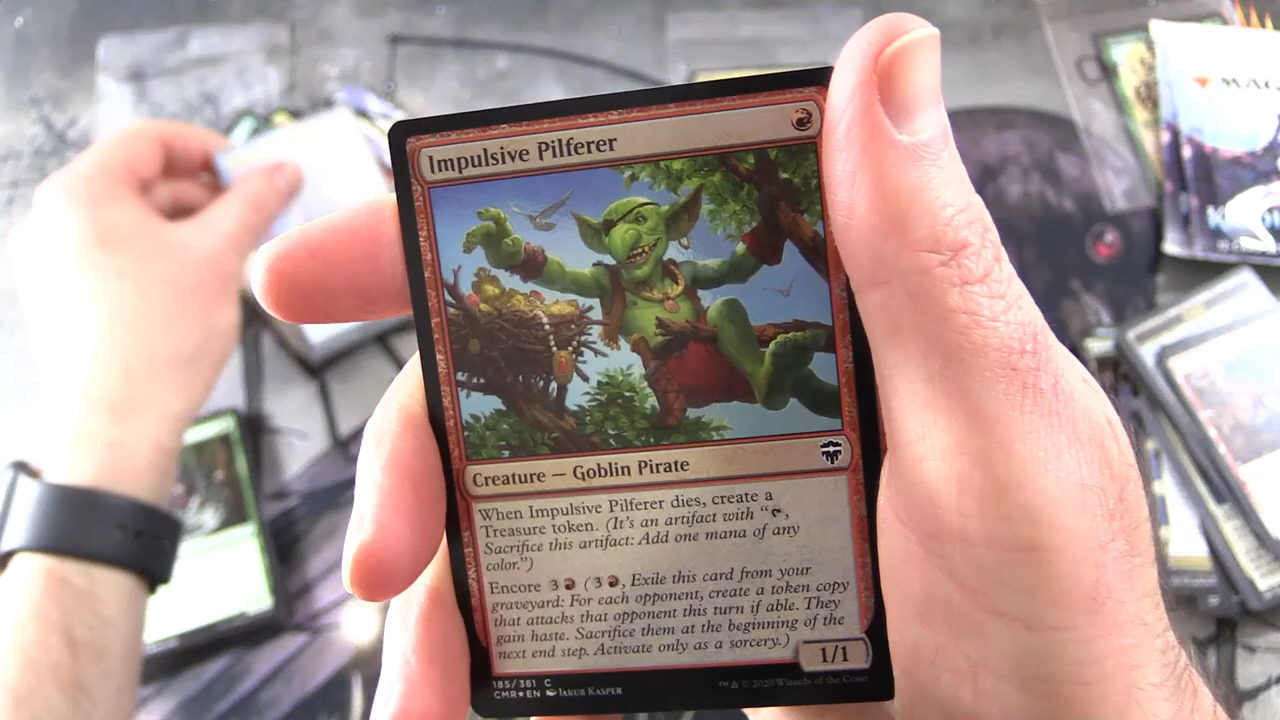 Impulsive Pilferer
MAG
Creature — Goblin Pirate
When Impulsive Pilferer dies, create a
Treasure token. (It's an artifact with “,
Sacrifice this artifact: Add one mana of any
color.”)
Encore 3 (3, Exile this card from your
graveyard: For each opponent, create a token copy
that attacks that opponent this turn if able. They
gain haste. Sacrifice them at the beginning of the
next end step. Activate only as a sorcery.)
1/1
185/361 C
CMR★EN Jakub Kasper
™ & © 2020 Wizards of the Coast